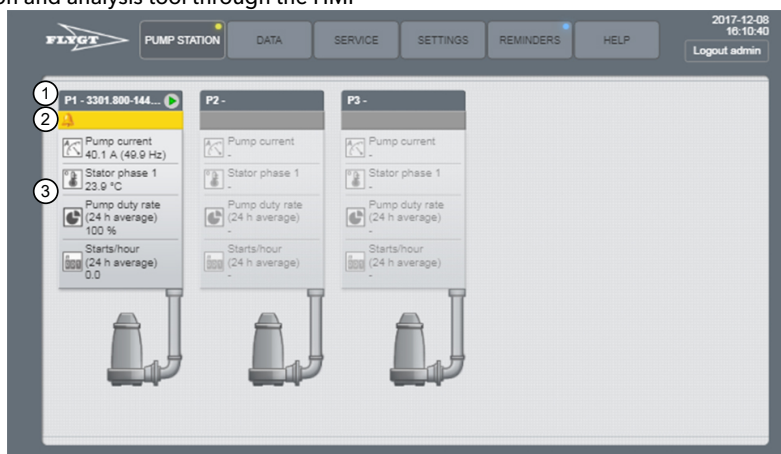 on and analysis tool through the HMI
FLYGT
PUMP STATION
DATA
SERVICE
SETTINGS
REMINDERS
HELP
2017-12-08
16:10:40
Logout admin
1
P1 - 3301.800-144...
P2 -
P3 -
2
Pump current
40.1 A (49.9 Hz)
Pump current
-
Pump current
-
Stator phase 1
23.9 °C
Stator phase 1
-
Stator phase 1
-
3
Pump duty rate
(24 h average)
100 %
Pump duty rate
(24 h average)
-
Pump duty rate
(24 h average)
-
Starts/hour
(24 h average)
0.0
Starts/hour
(24 h average)
-
Starts/hour
(24 h average)
-